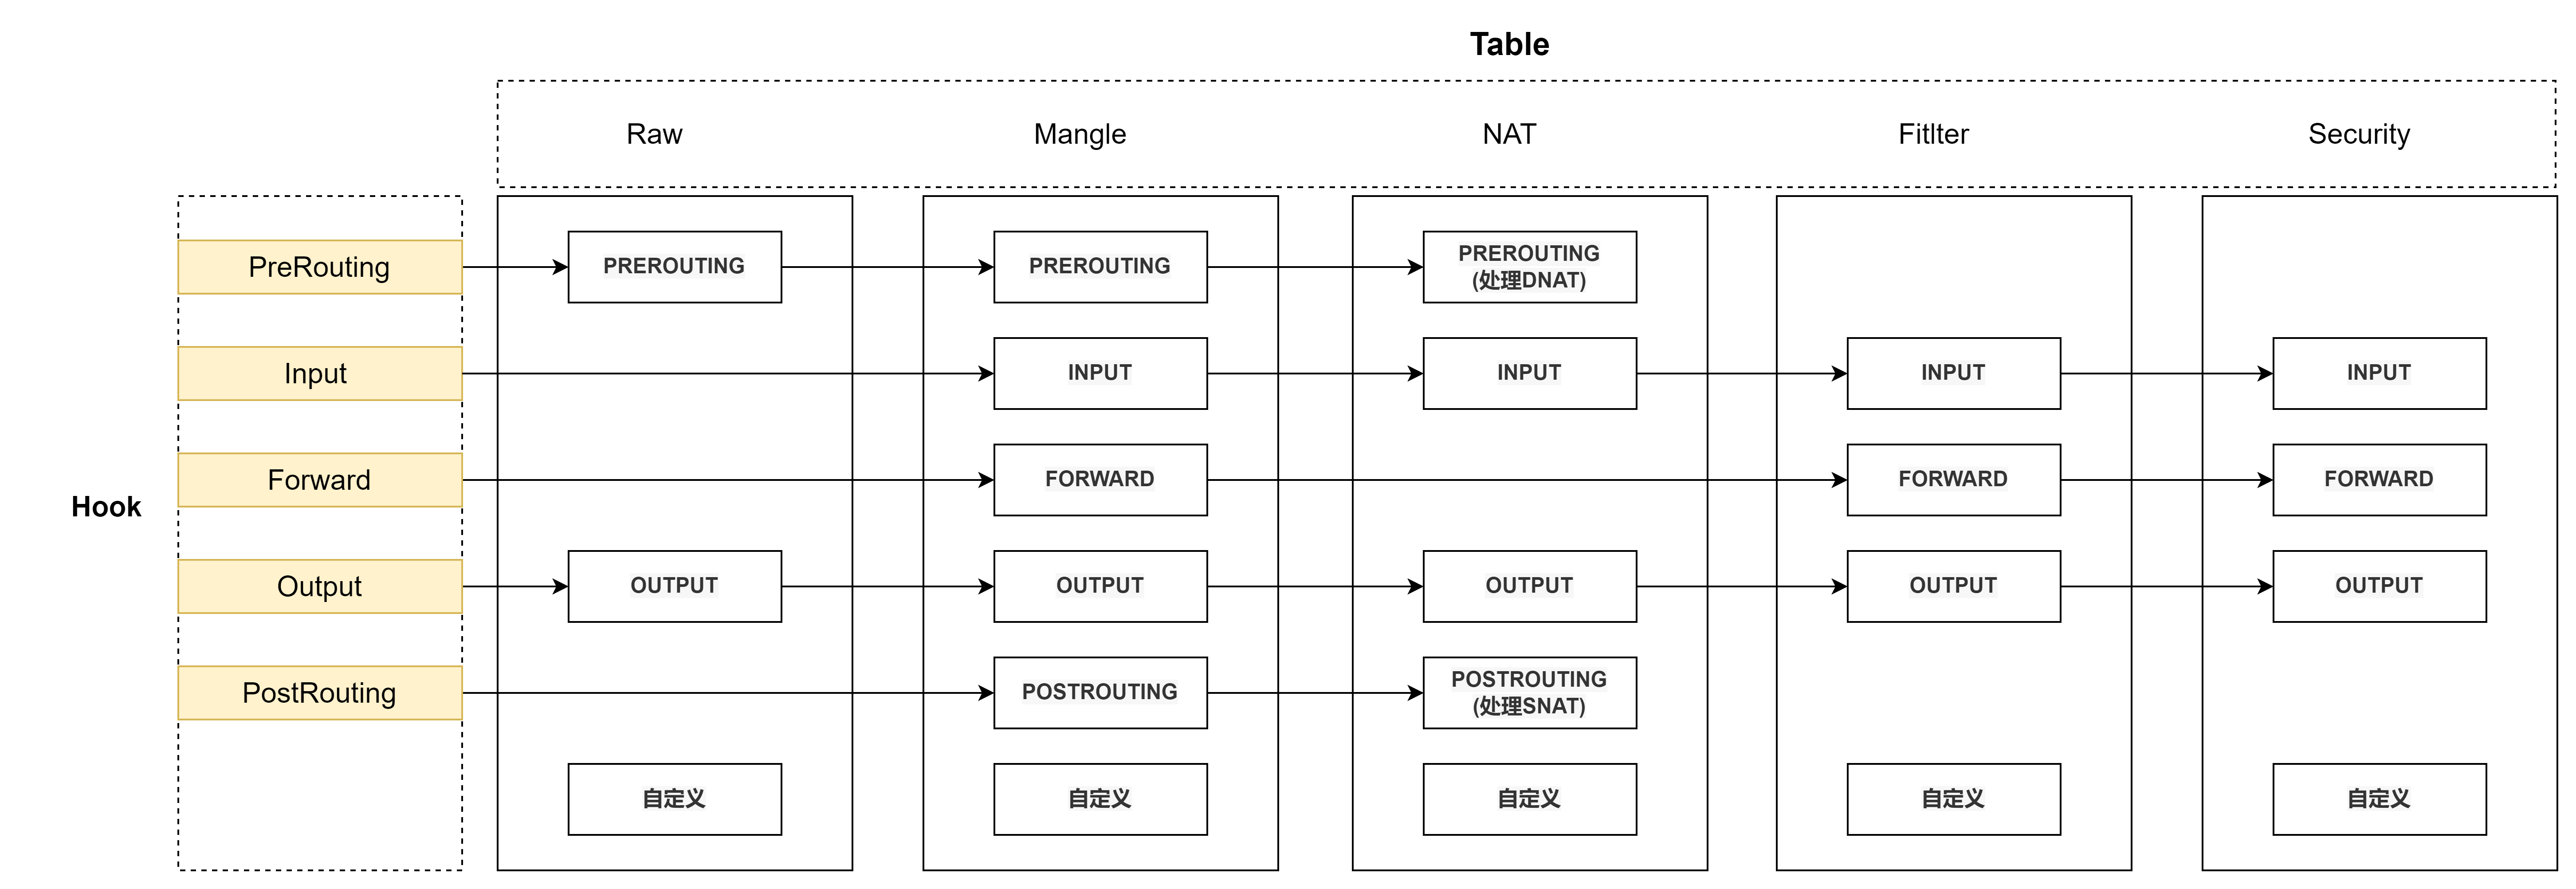 Table
Raw
Mangle
NAT
Fitlter
Security
Hook
PreRouting
PREROUTING
PREROUTING
PREROUTING
(处理DNAT)
Input
INPUT
INPUT
INPUT
INPUT
Forward
FORWARD
FORWARD
FORWARD
Output
OUTPUT
OUTPUT
OUTPUT
OUTPUT
OUTPUT
PostRouting
POSTROUTING
POSTROUTING
(处理SNAT)
自定义
自定义
自定义
自定义
自定义